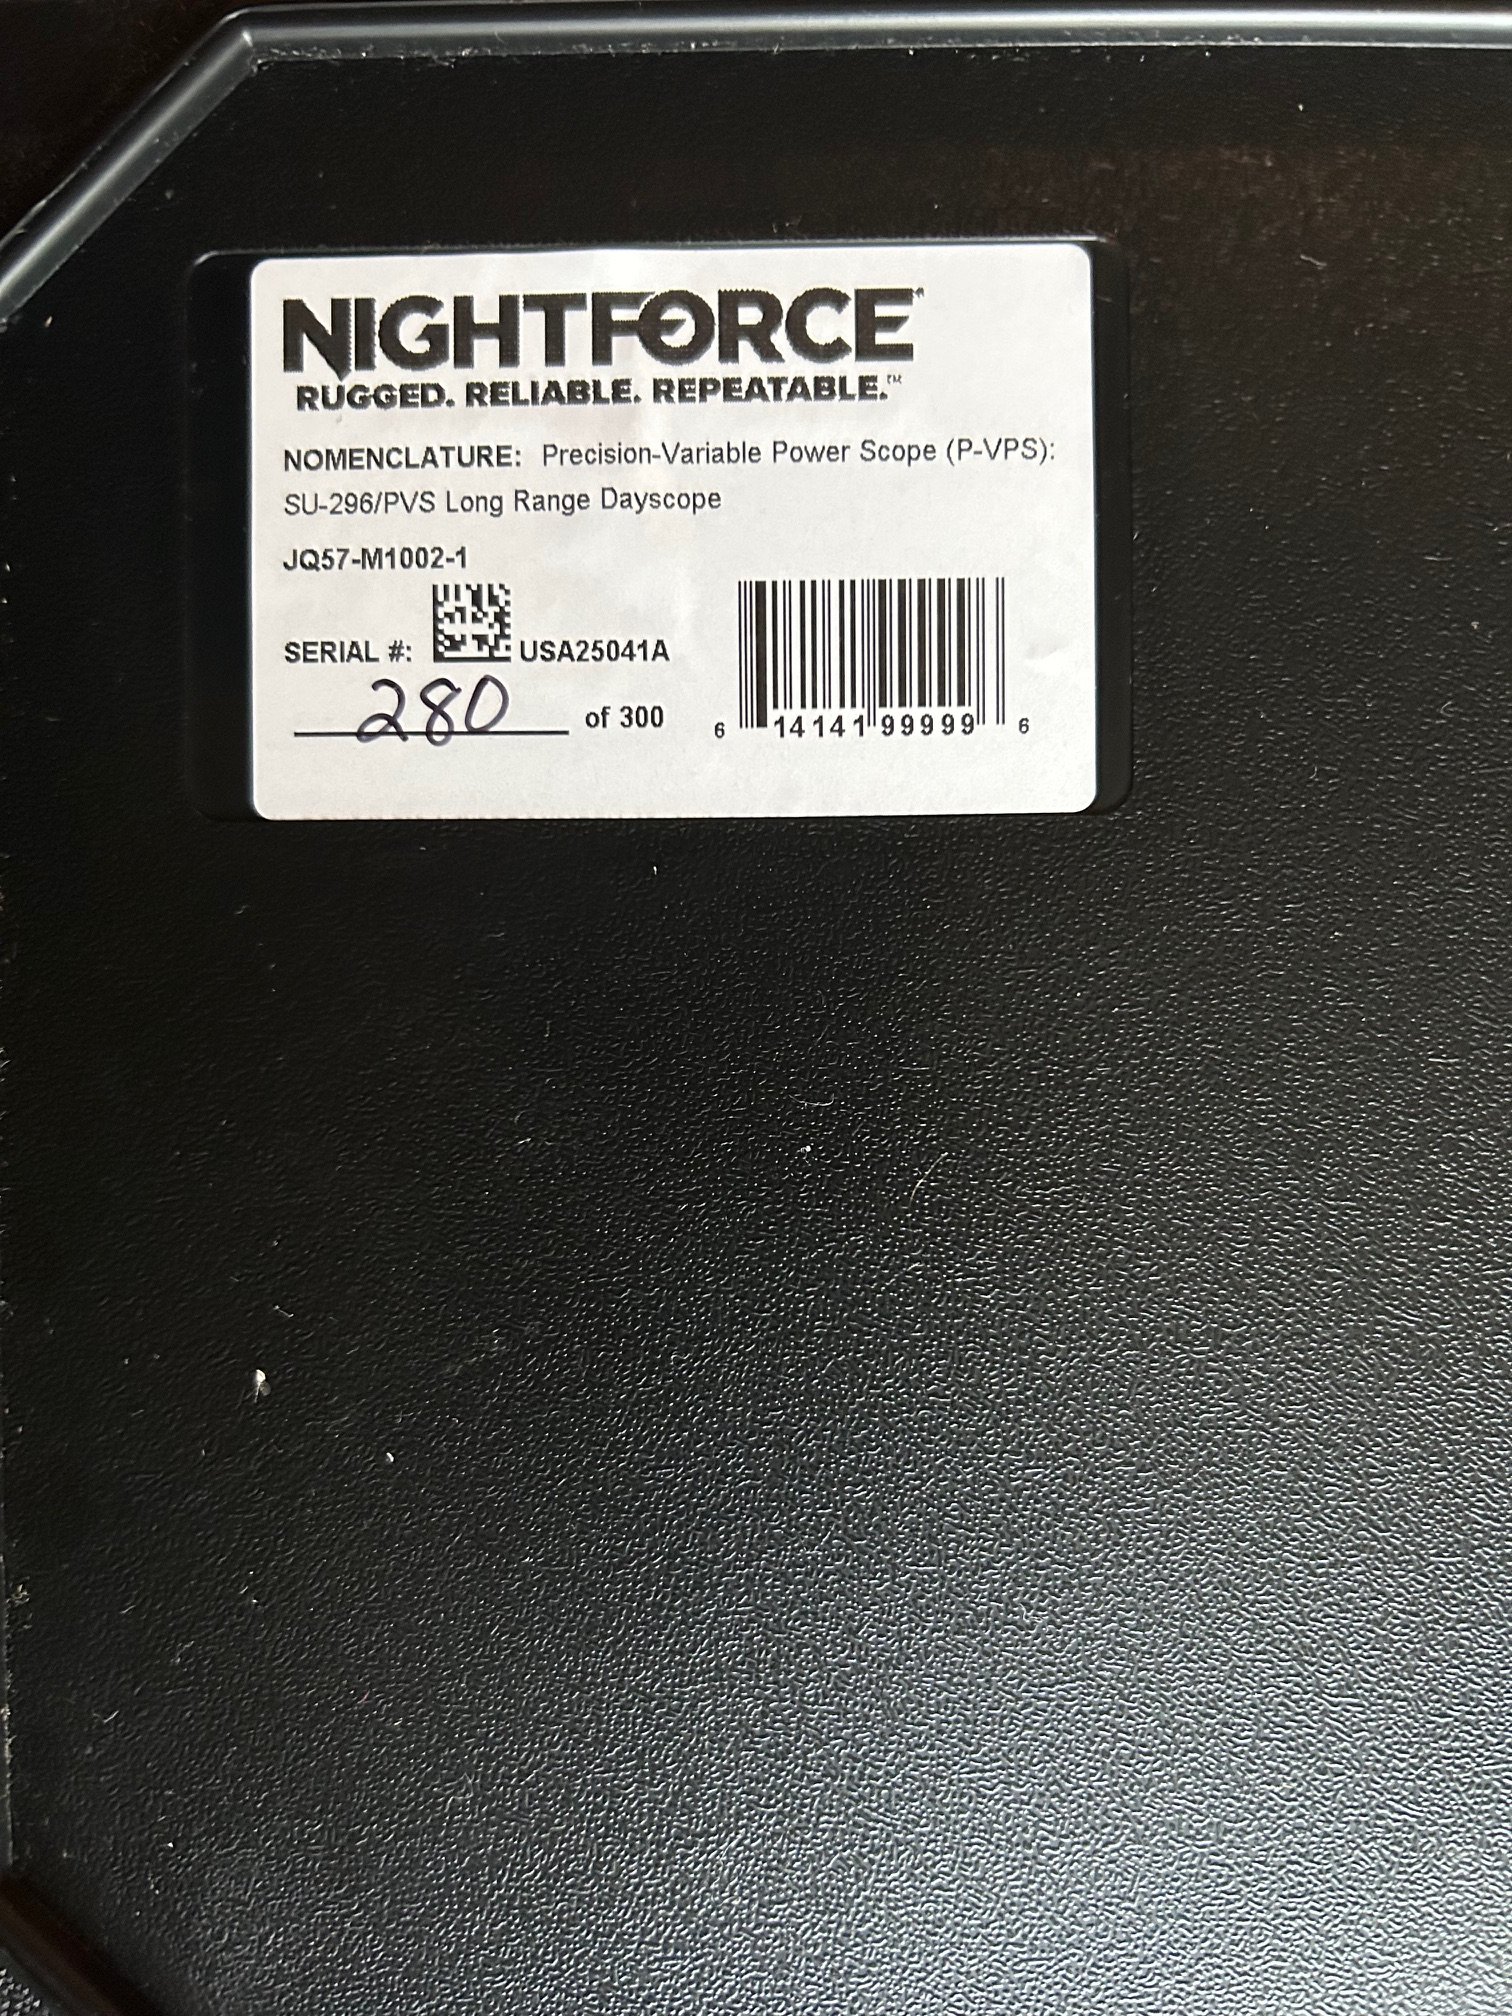 NIGHTFORCE
RUGGED. RELIABLE. REPEATABLE.™
NOMENCLATURE: Precision-Variable Power Scope (P-VPS):
SU-296/PVS Long Range Dayscope
JQ57-M1002-1
SERIAL #: USA25041A
280 of 300
6 14141 99999 6